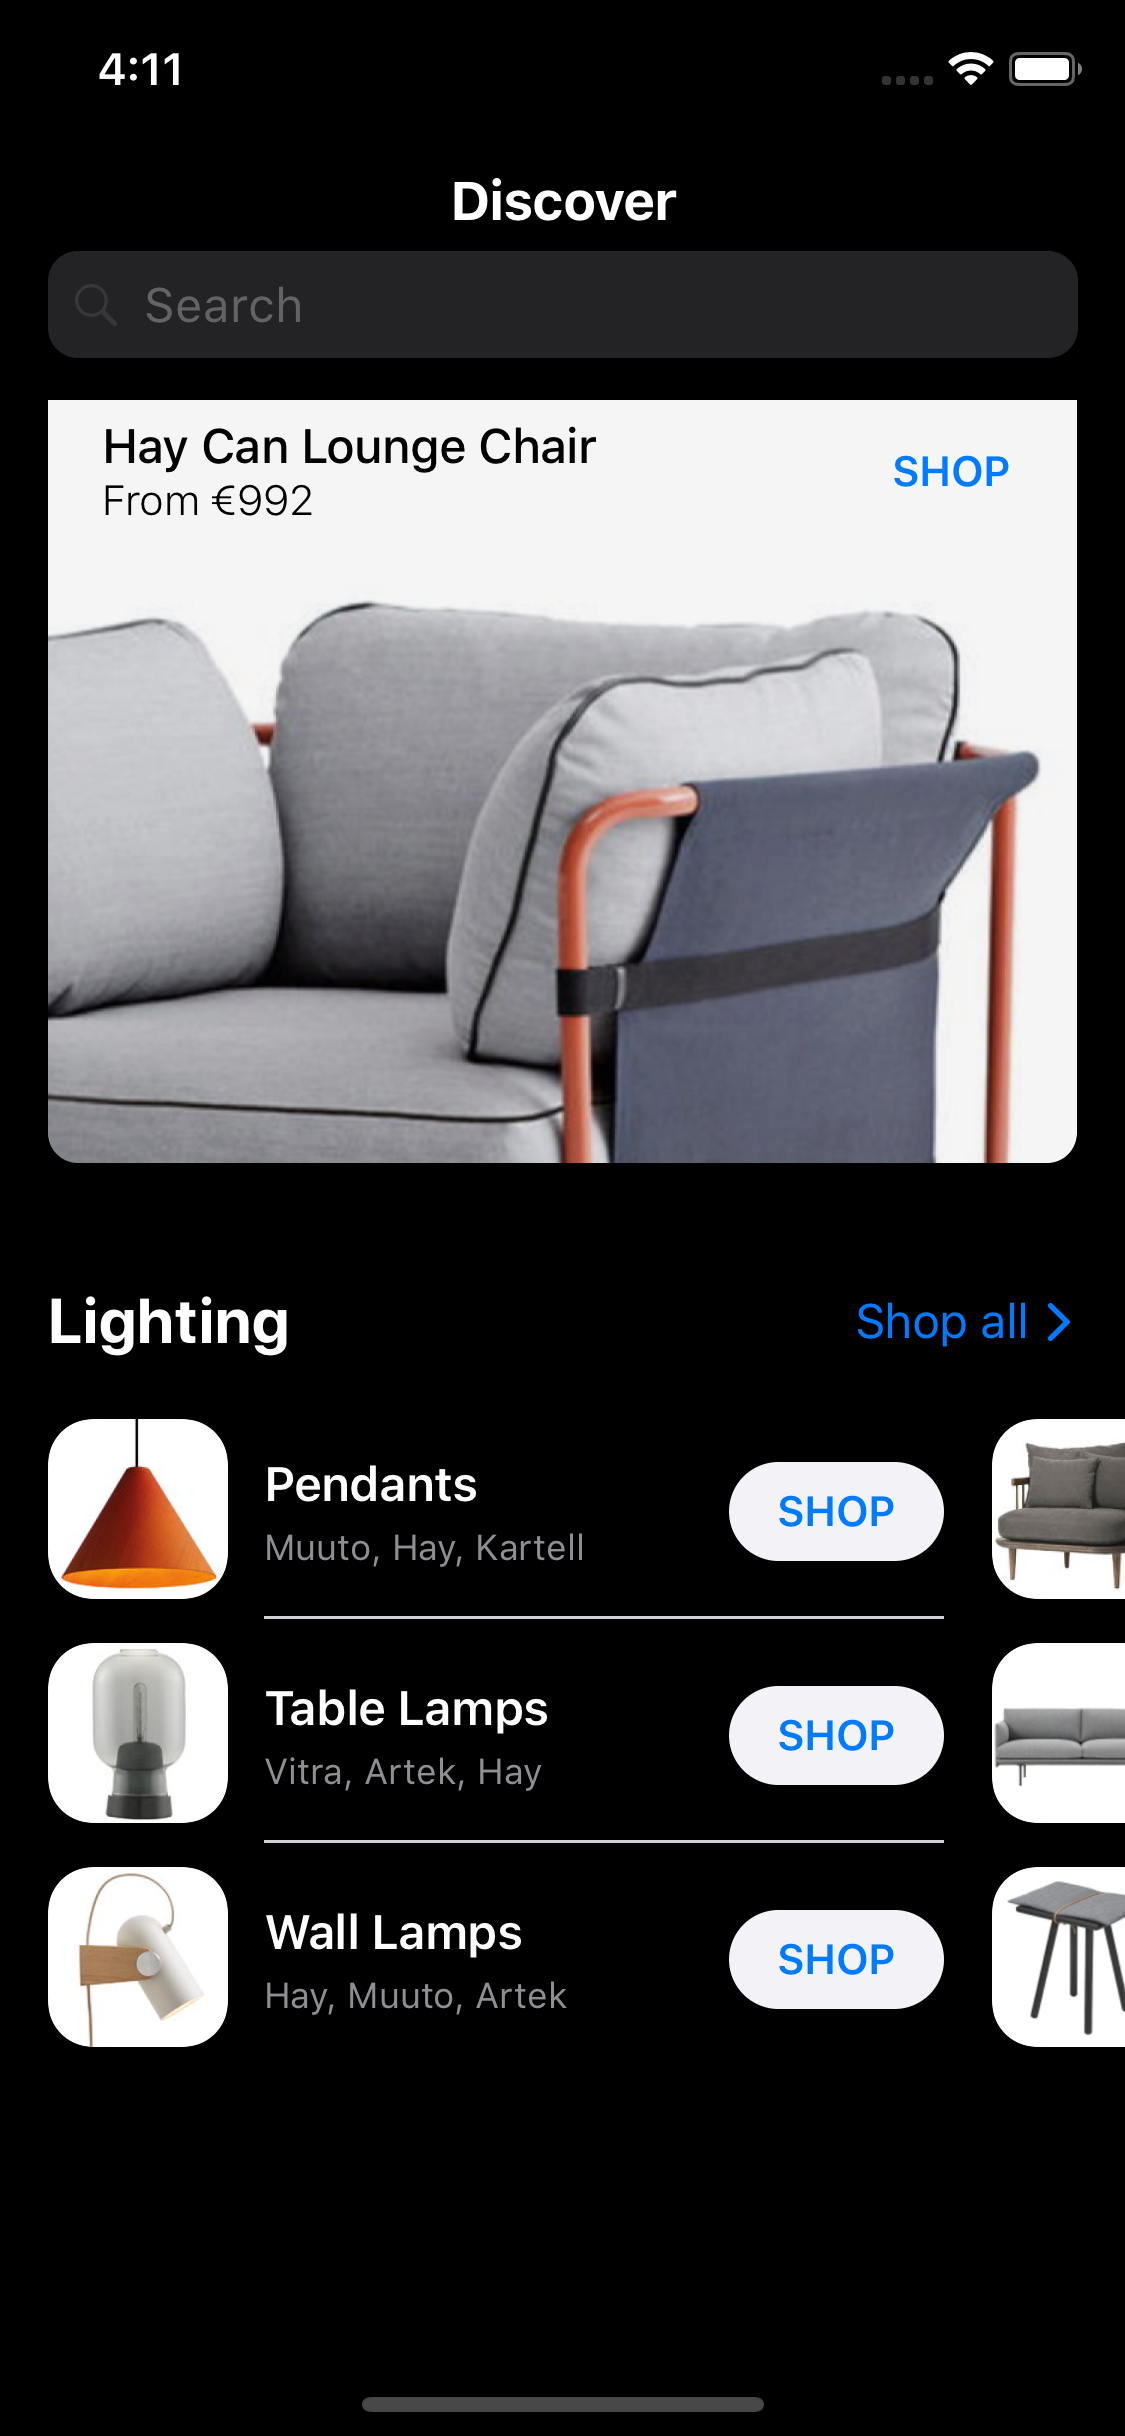 4:11
Discover
Search
Hay Can Lounge Chair
From €992
SHOP
Lighting
Shop all
Pendants
Muuto, Hay, Kartell
SHOP
Table Lamps
Vitra, Artek, Hay
SHOP
Wall Lamps
Hay, Muuto, Artek
SHOP